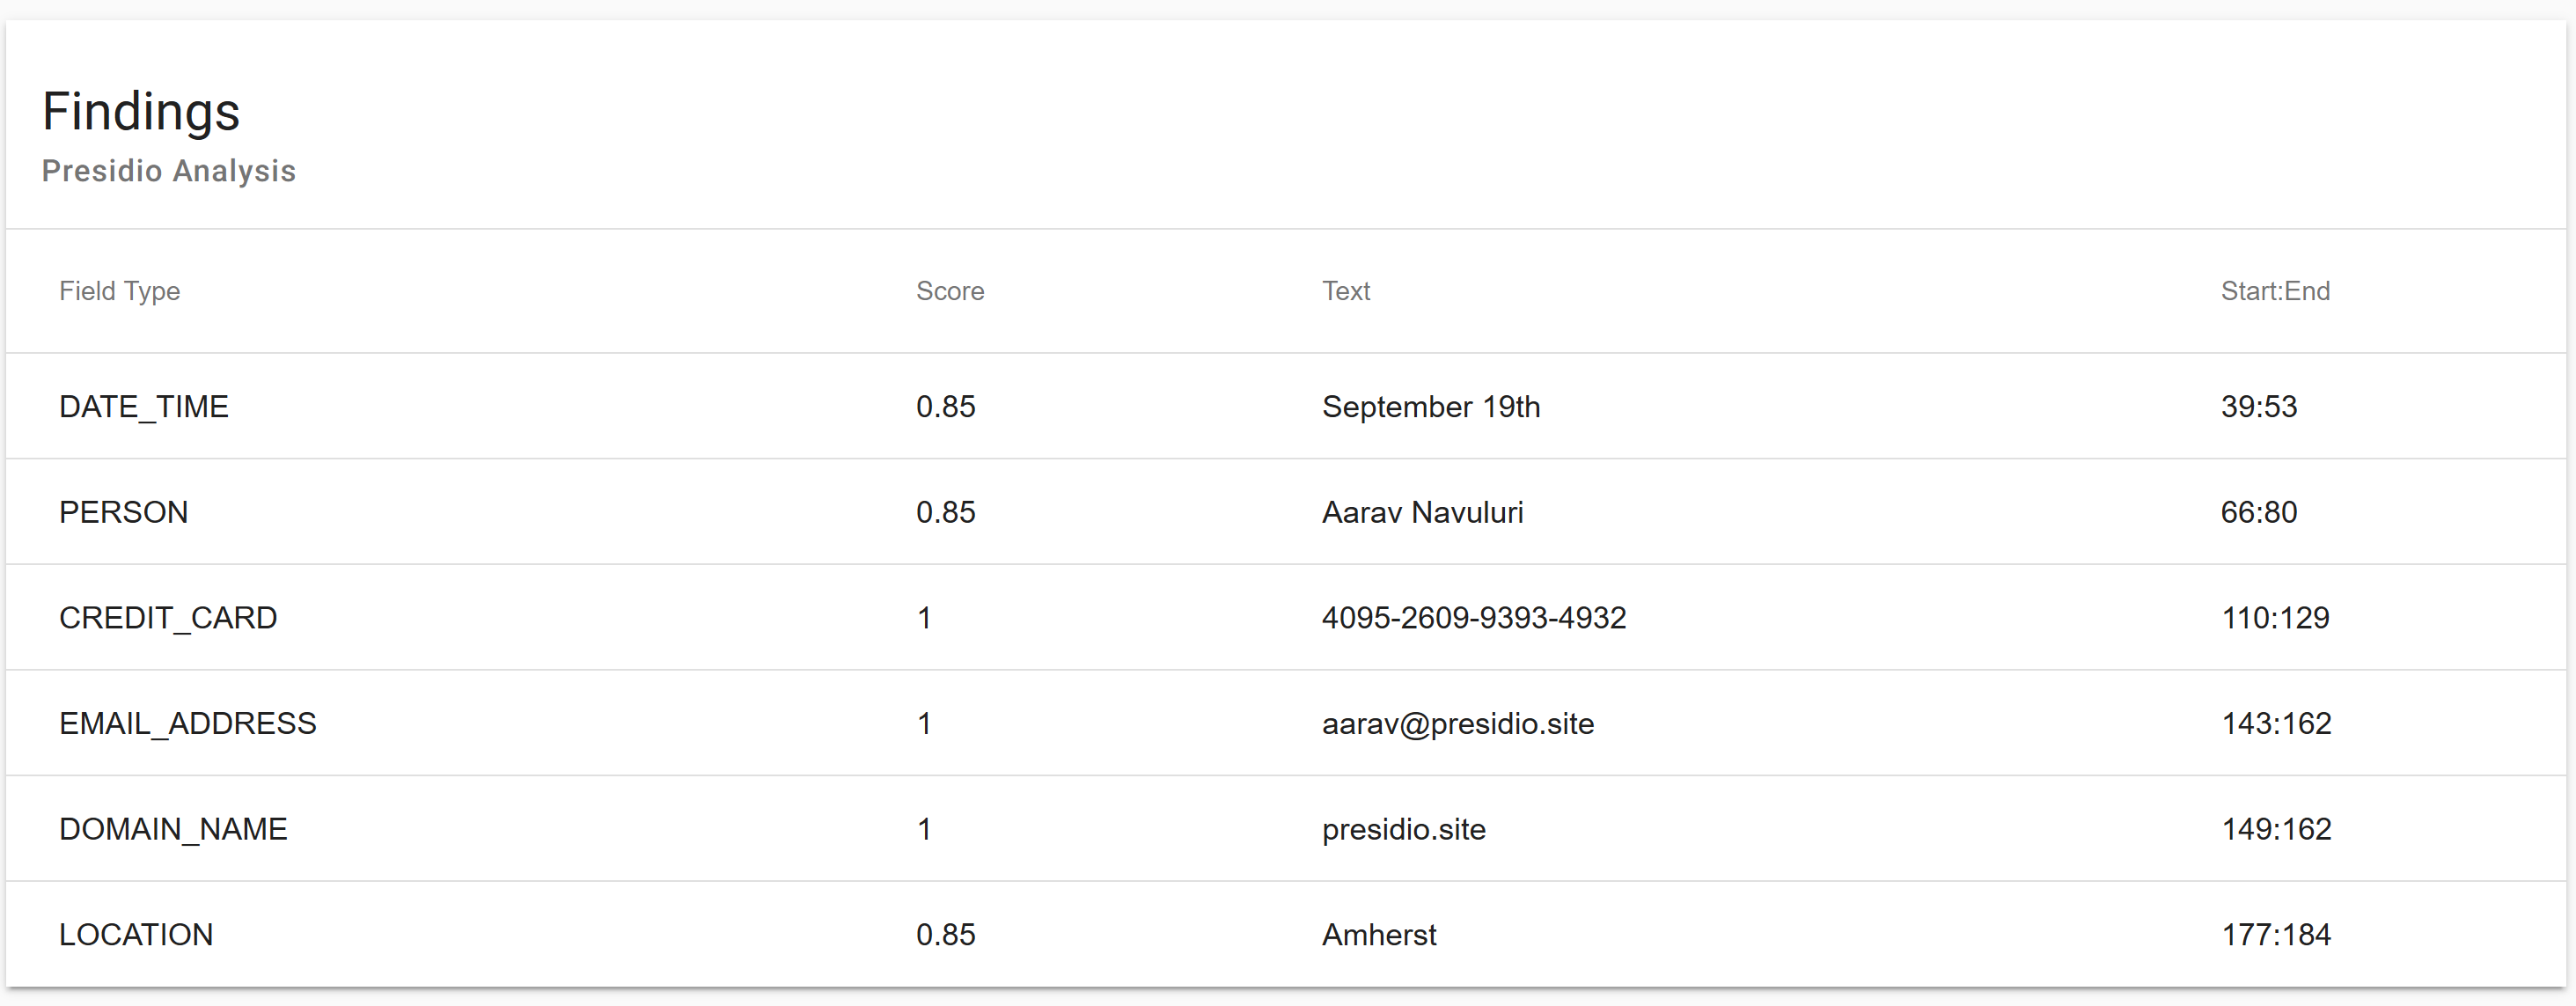 Findings
Presidio Analysis
Field Type Score Text Start:End
DATE_TIME 0.85 September 19th 39:53
PERSON 0.85 Aarav Navuluri 66:80
CREDIT_CARD 1 4095-2609-9393-4932 110:129
EMAIL_ADDRESS 1 aarav@presidio.site 143:162
DOMAIN_NAME 1 presidio.site 149:162
LOCATION 0.85 Amherst 177:184